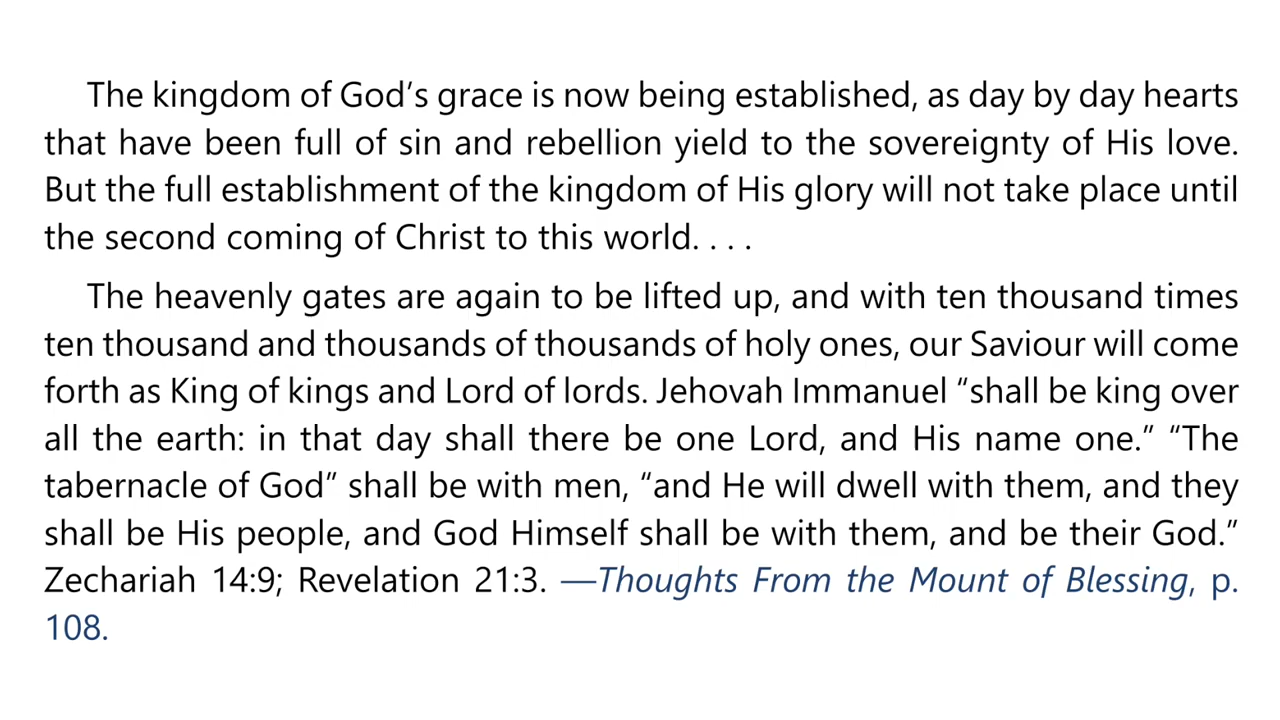 The kingdom of God’s grace is now being established, as day by day hearts
that have been full of sin and rebellion yield to the sovereignty of His love.
But the full establishment of the kingdom of His glory will not take place until
the second coming of Christ to this world. . . .
The heavenly gates are again to be lifted up, and with ten thousand times
ten thousand and thousands of thousands of holy ones, our Saviour will come
forth as King of kings and Lord of lords. Jehovah Immanuel “shall be king over
all the earth: in that day shall there be one Lord, and His name one.” “The
tabernacle of God” shall be with men, “and He will dwell with them, and they
shall be His people, and God Himself shall be with them, and be their God.”
Zechariah 14:9; Revelation 21:3. —Thoughts From the Mount of Blessing, p.
108.